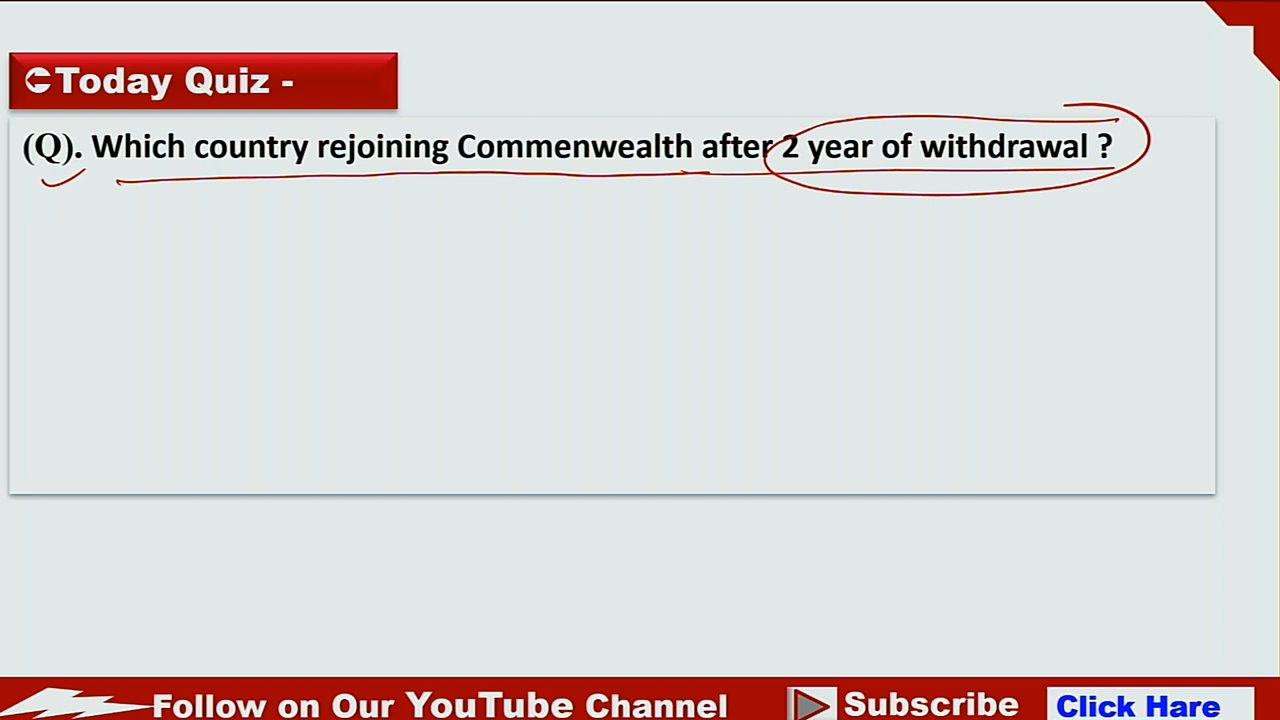 Today Quiz -
(Q). Which country rejoining Commenwealth after 2 year of withdrawal ?
Follow on Our YouTube Channel Subscribe Click Hare